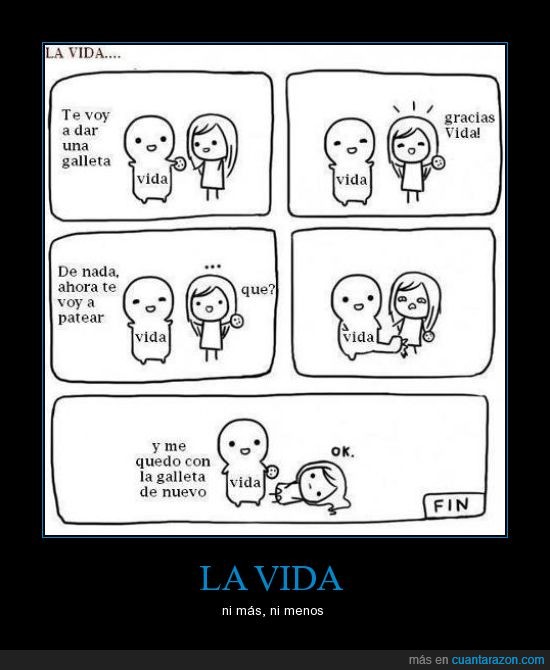 LA VIDA....
Te voy
a dar
una
galleta
vida
gracias
Vida!
vida
De nada,
ahora te
voy a
patear
vida
...
que?
vida
y me
quedo con
la galleta
de nuevo
vida
OK.
FIN
LA VIDA
ni más, ni menos
más en cuantarazon.com